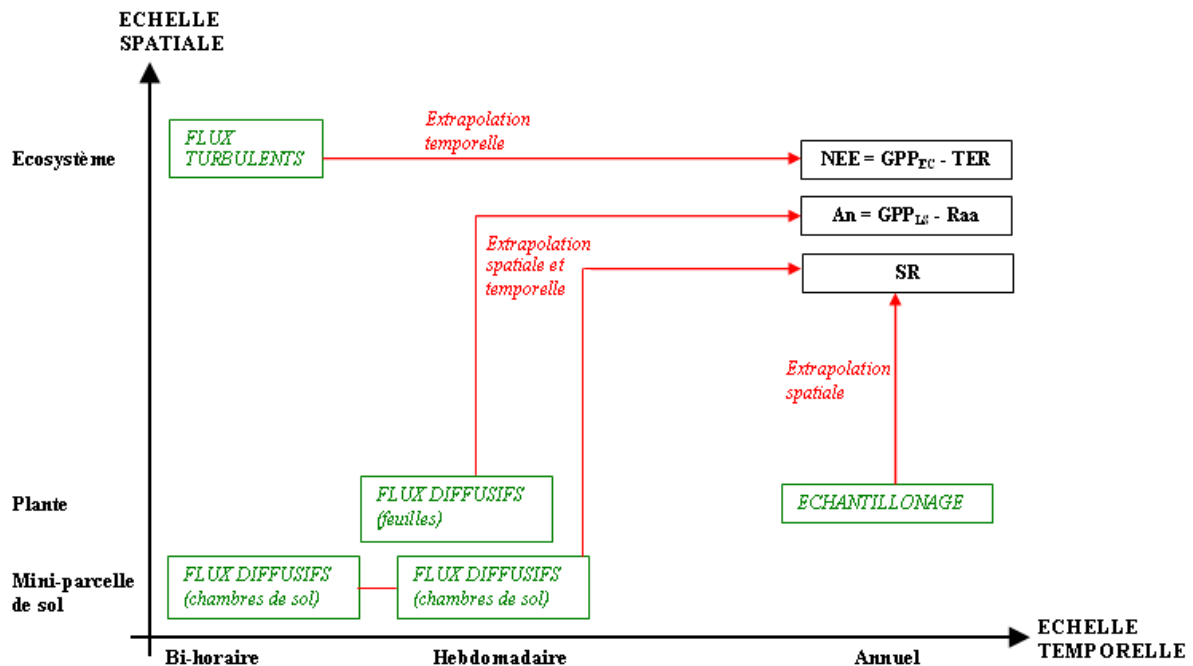 ECHELLE
SPATIALE
Ecosystème
FLUX
TURBULENTS
Extrapolation
temporelle
NEE = GPP_EC - TER
An = GPP_LS - Raa
Extrapolation
spatiale et
temporelle
SR
Extrapolation
spatiale
Plante
FLUX DIFFUSIFS
(feuilles)
ECHANTILLONAGE
Mini-parcelle
de sol
FLUX DIFFUSIFS
(chambres de sol)
FLUX DIFFUSIFS
(chambres de sol)
ECHELLE
TEMPORELLE
Bi-horaire
Hebdomadaire
Annuel